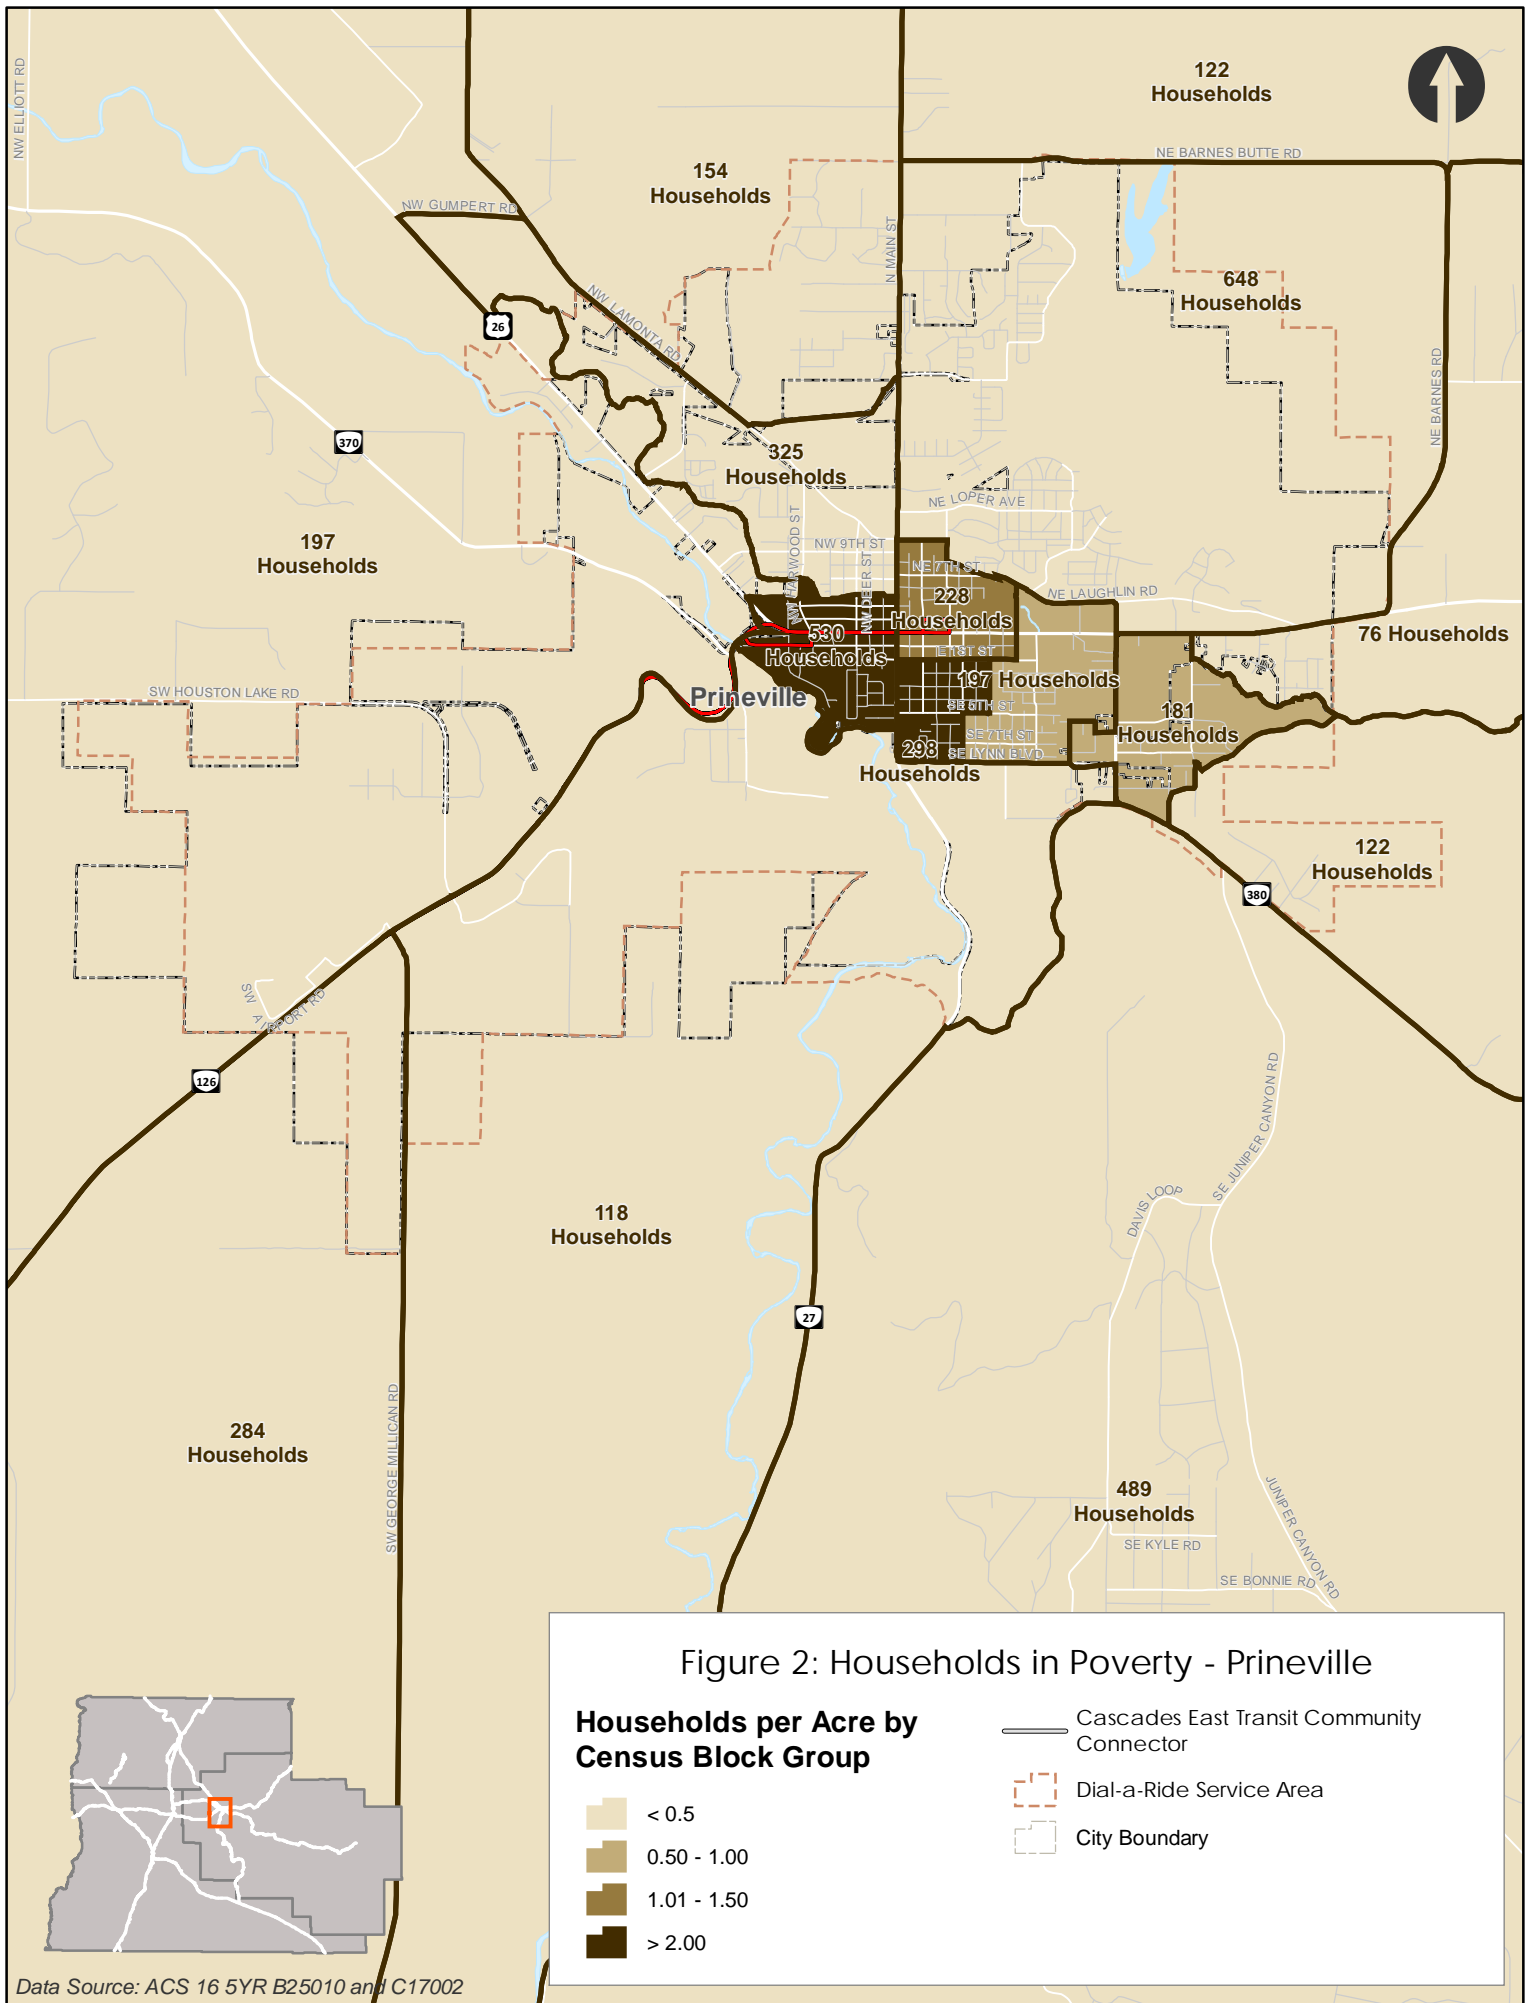 122
Households
NW ELLIOTT RD
NE BARNES BUTTE RD
154
Households
NW GUMPERT RD
N MAIN ST
648
Households
NW LAMONTA RD
26
NE BARNES RD
370
325
Households
NE LOPER AVE
NW HARWOOD ST
NW 9TH ST
NW DEER ST
197
Households
NE 7TH ST
228
Households
NE LAUGHLIN RD
530
Households
76 Households
E 1ST ST
197 Households
SW HOUSTON LAKE RD
Prineville
SE 5TH ST
181
Households
SE 7TH ST
298
Households
SE LYNN BLVD
122
Households
380
SW AIRPORT RD
126
SE JUNIPER CANYON RD
DAVIS LOOP
118
Households
27
SW GEORGE MILLICAN RD
284
Households
489
Households
JUNIPER CANYON RD
SE KYLE RD
SE BONNIE RD
Figure 2: Households in Poverty - Prineville
Households per Acre by
Census Block Group
< 0.5
0.50 - 1.00
1.01 - 1.50
> 2.00
Cascades East Transit Community
Connector
Dial-a-Ride Service Area
City Boundary
Data Source: ACS 16 5YR B25010 and C17002